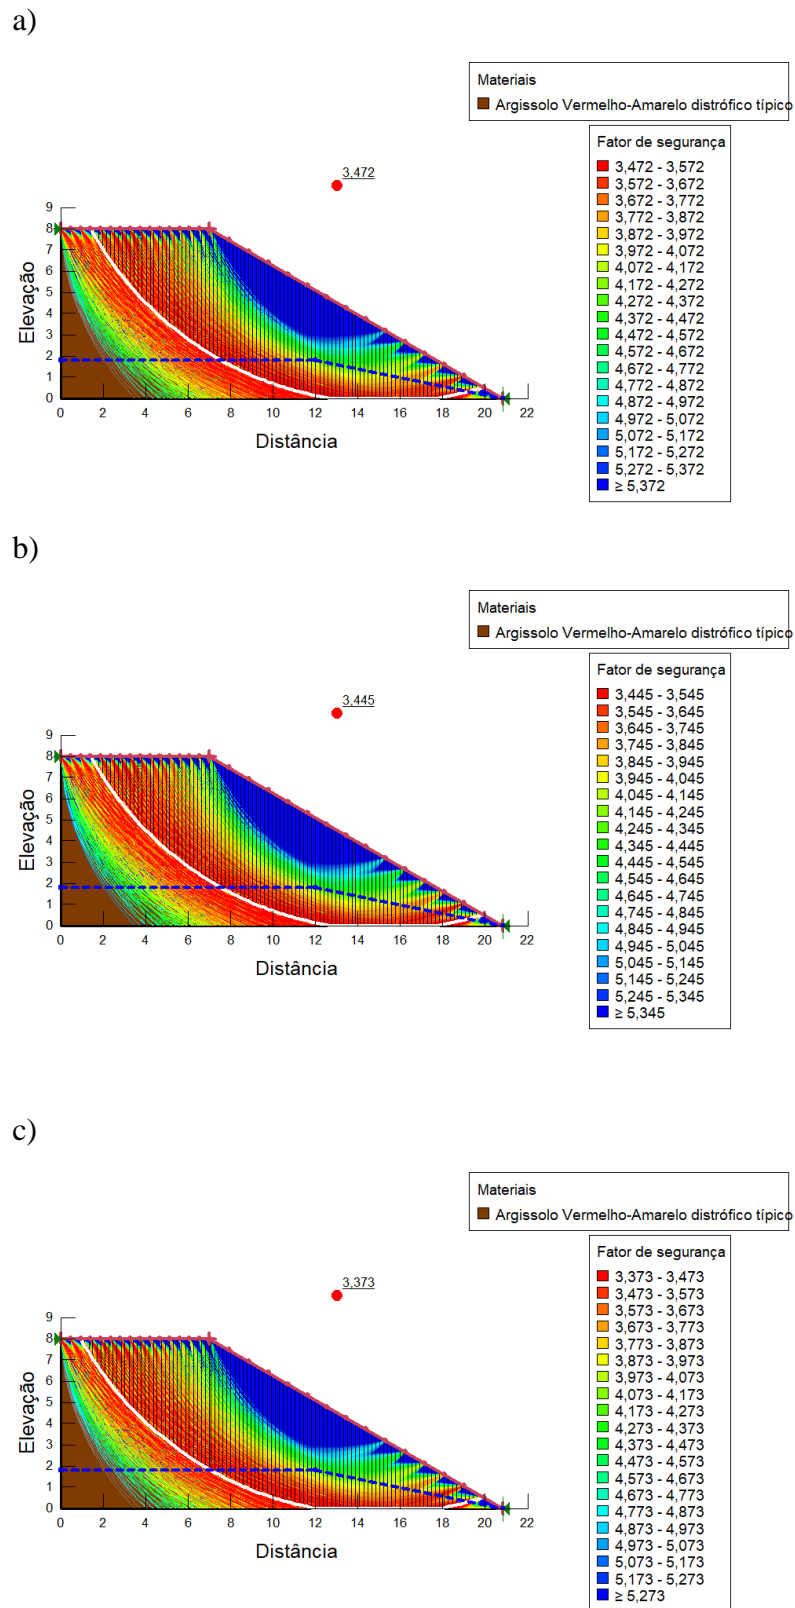 a)
Materiais
Argissolo Vermelho-Amarelo distrófico típico
Fator de segurança
3,472 - 3,572
3,572 - 3,672
3,672 - 3,772
3,772 - 3,872
3,872 - 3,972
3,972 - 4,072
4,072 - 4,172
4,172 - 4,272
4,272 - 4,372
4,372 - 4,472
4,472 - 4,572
4,572 - 4,672
4,672 - 4,772
4,772 - 4,872
4,872 - 4,972
4,972 - 5,072
5,072 - 5,172
5,172 - 5,272
5,272 - 5,372
≥ 5,372
3,472
Elevação
9
8
7
6
5
4
3
2
1
0
0 2 4 6 8 10 12 14 16 18 20 22
Distância
b)
Materiais
Argissolo Vermelho-Amarelo distrófico típico
Fator de segurança
3,445 - 3,545
3,545 - 3,645
3,645 - 3,745
3,745 - 3,845
3,845 - 3,945
3,945 - 4,045
4,045 - 4,145
4,145 - 4,245
4,245 - 4,345
4,345 - 4,445
4,445 - 4,545
4,545 - 4,645
4,645 - 4,745
4,745 - 4,845
4,845 - 4,945
4,945 - 5,045
5,045 - 5,145
5,145 - 5,245
5,245 - 5,345
≥ 5,345
3,445
Elevação
9
8
7
6
5
4
3
2
1
0
0 2 4 6 8 10 12 14 16 18 20 22
Distância
c)
Materiais
Argissolo Vermelho-Amarelo distrófico típico
Fator de segurança
3,373 - 3,473
3,473 - 3,573
3,573 - 3,673
3,673 - 3,773
3,773 - 3,873
3,873 - 3,973
3,973 - 4,073
4,073 - 4,173
4,173 - 4,273
4,273 - 4,373
4,373 - 4,473
4,473 - 4,573
4,573 - 4,673
4,673 - 4,773
4,773 - 4,873
4,873 - 4,973
4,973 - 5,073
5,073 - 5,173
5,173 - 5,273
≥ 5,273
3,373
Elevação
9
8
7
6
5
4
3
2
1
0
0 2 4 6 8 10 12 14 16 18 20 22
Distância